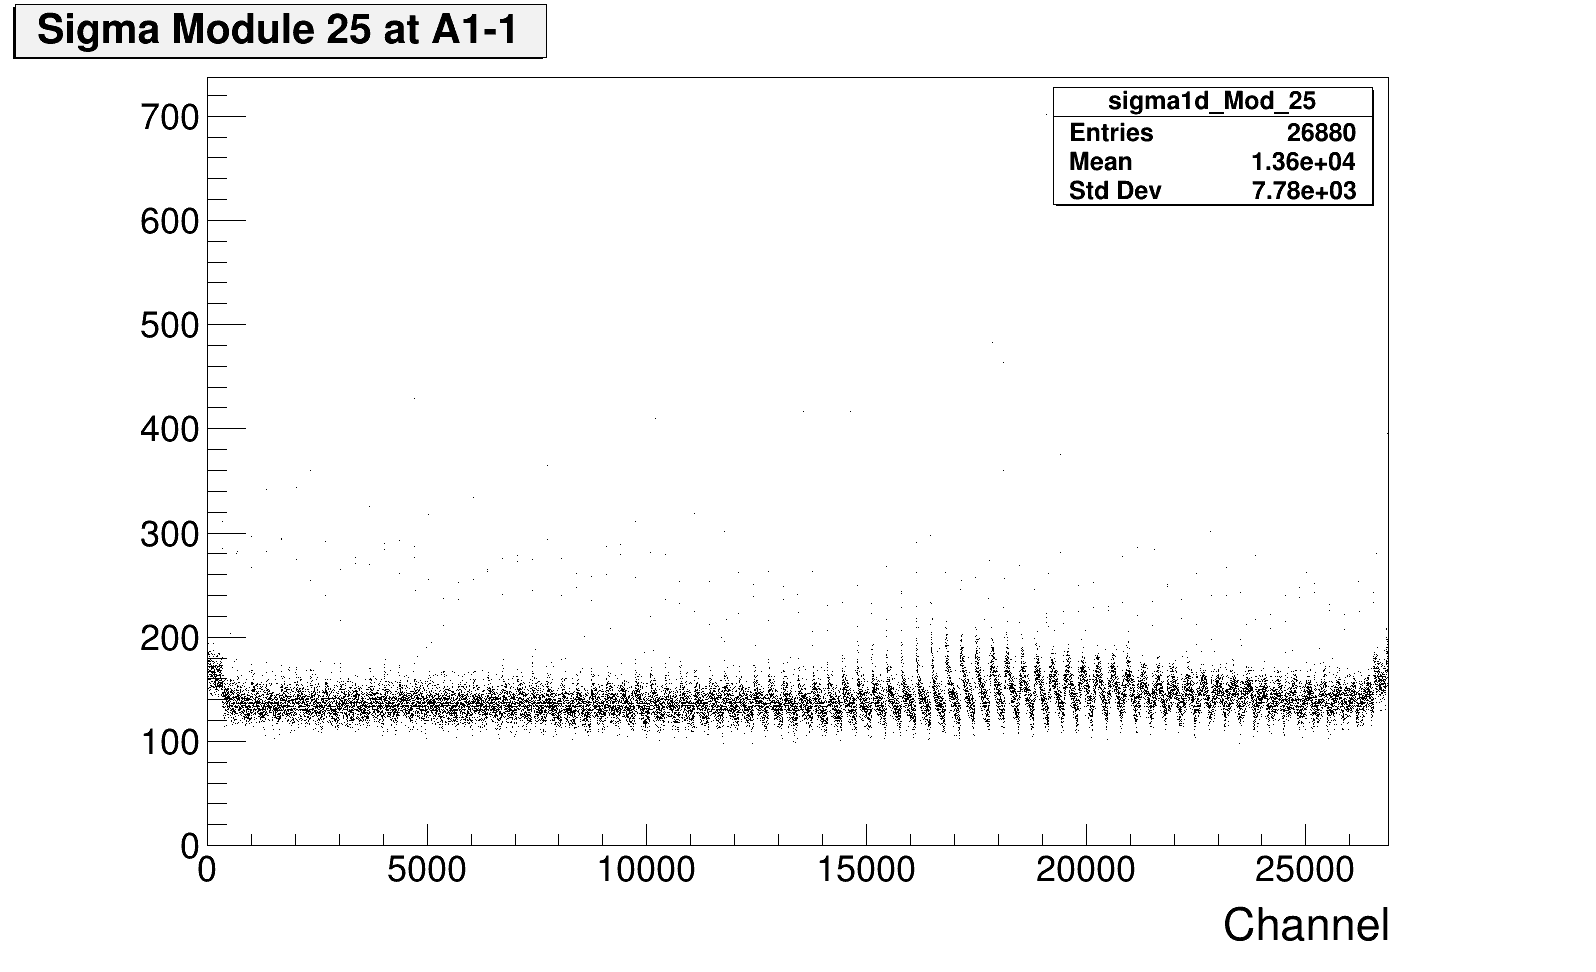 Sigma Module 25 at A1-1
sigma1d_Mod_25
Entries 26880
Mean 1.36e+04
Std Dev 7.78e+03
700
600
500
400
300
200
100
0
0 5000 10000 15000 20000 25000
Channel